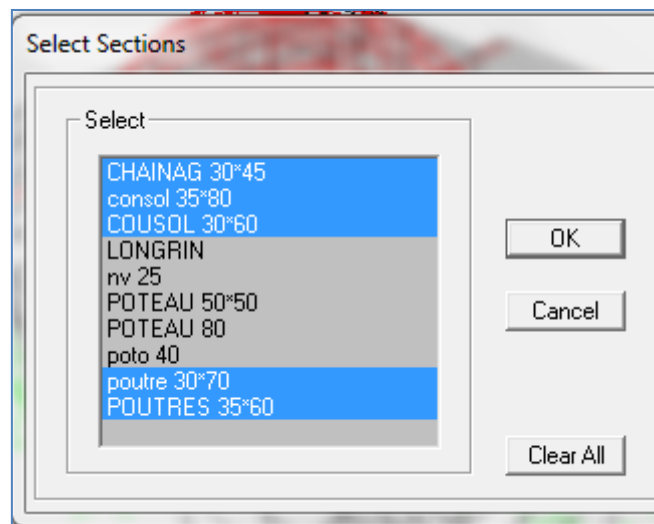 Select Sections
Select
CHAINAG 30*45
consol 35*80
COUSOL 30*60
LONGRIN
nv 25
POTEAU 50*50
POTEAU 80
poto 40
poutre 30*70
POUTRES 35*60
OK
Cancel
Clear All